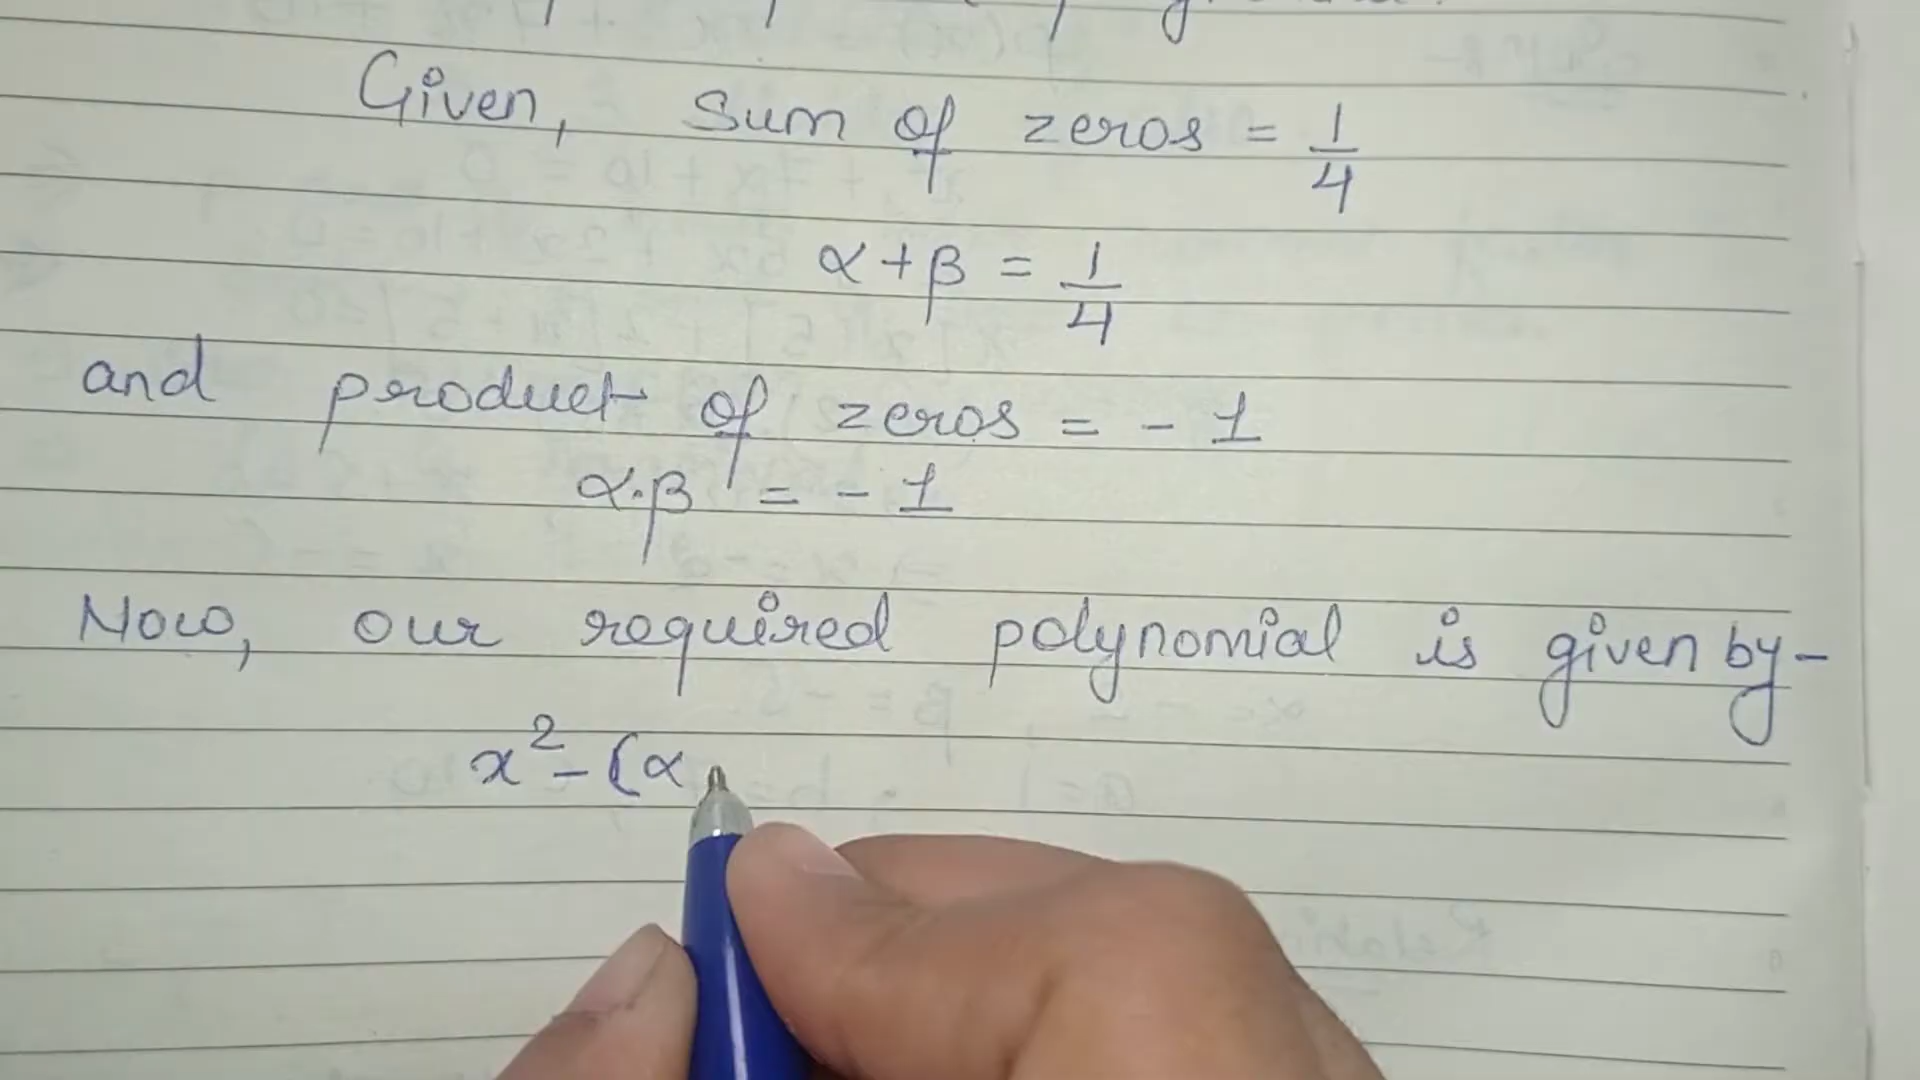 Given, Sum of zeros = 1/4
α+β = 1/4
and product of zeros = - 1
α.β = - 1
Now, our required polynomial is given by-
x² - (α